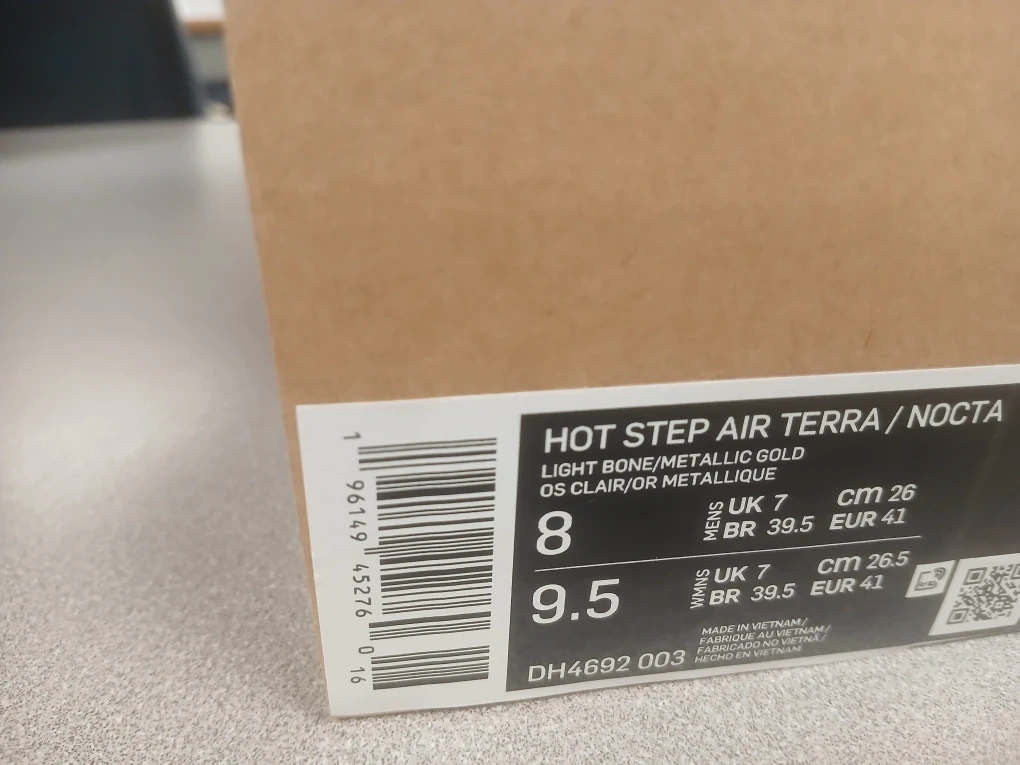 HOT STEP AIR TERRA / NOCTA
LIGHT BONE/METALLIC GOLD
OS CLAIR/OR METALLIQUE
8
MENS
UK 7
cm 26
BR 39.5
EUR 41
9.5
WMNS
UK 7
cm 26.5
BR 39.5
EUR 41
MADE IN VIETNAM/
FABRIQUE AU VIETNAM/
FABRICADO NO VIETNÃ/
HECHO EN VIETNAM
DH4692 003
1 96149 45276 0 16